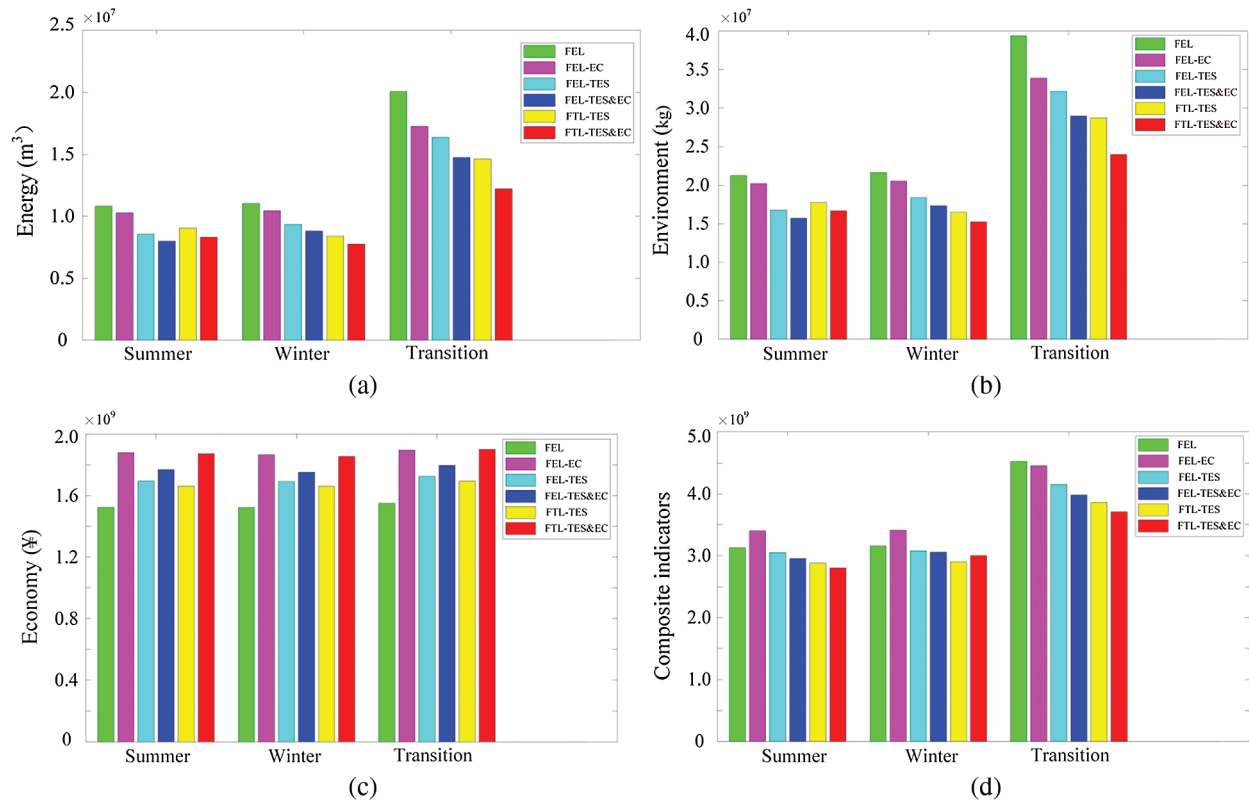 ×10⁷
2.5
2.0
1.5
1.0
0.5
0
Energy (m³)
FEL
FEL-EC
FEL-TES
FEL-TES&EC
FTL-TES
FTL-TES&EC
Summer Winter Transition
(a)
×10⁷
4.0
3.5
3.0
2.5
2.0
1.5
1.0
0.5
0
Environment (kg)
FEL
FEL-EC
FEL-TES
FEL-TES&EC
FTL-TES
FTL-TES&EC
Summer Winter Transition
(b)
×10⁹
2.0
1.6
1.2
0.8
0.4
0
Economy (¥)
FEL
FEL-EC
FEL-TES
FEL-TES&EC
FTL-TES
FTL-TES&EC
Summer Winter Transition
(c)
×10⁹
5.0
4.0
3.0
2.0
1.0
0
Composite indicators
FEL
FEL-EC
FEL-TES
FEL-TES&EC
FTL-TES
FTL-TES&EC
Summer Winter Transition
(d)